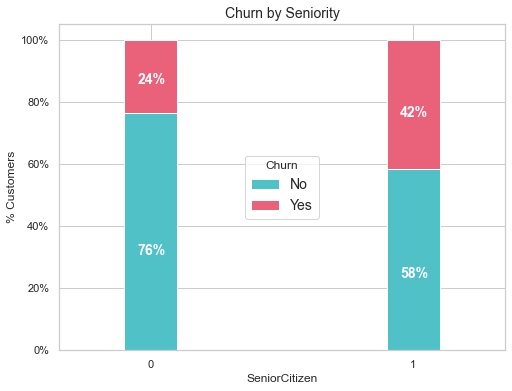 Churn by Seniority
100%
80%
60%
40%
20%
0%
% Customers
24%
76%
42%
58%
Churn
No
Yes
0
1
SeniorCitizen